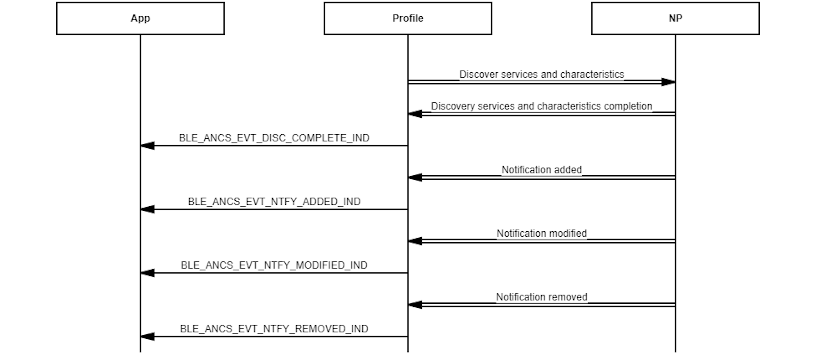 App
Profile
NP
Discover services and characteristics
Discovery services and characteristics completion
BLE_ANCS_EVT_DISC_COMPLETE_IND
Notification added
BLE_ANCS_EVT_NTFY_ADDED_IND
Notification modified
BLE_ANCS_EVT_NTFY_MODIFIED_IND
Notification removed
BLE_ANCS_EVT_NTFY_REMOVED_IND